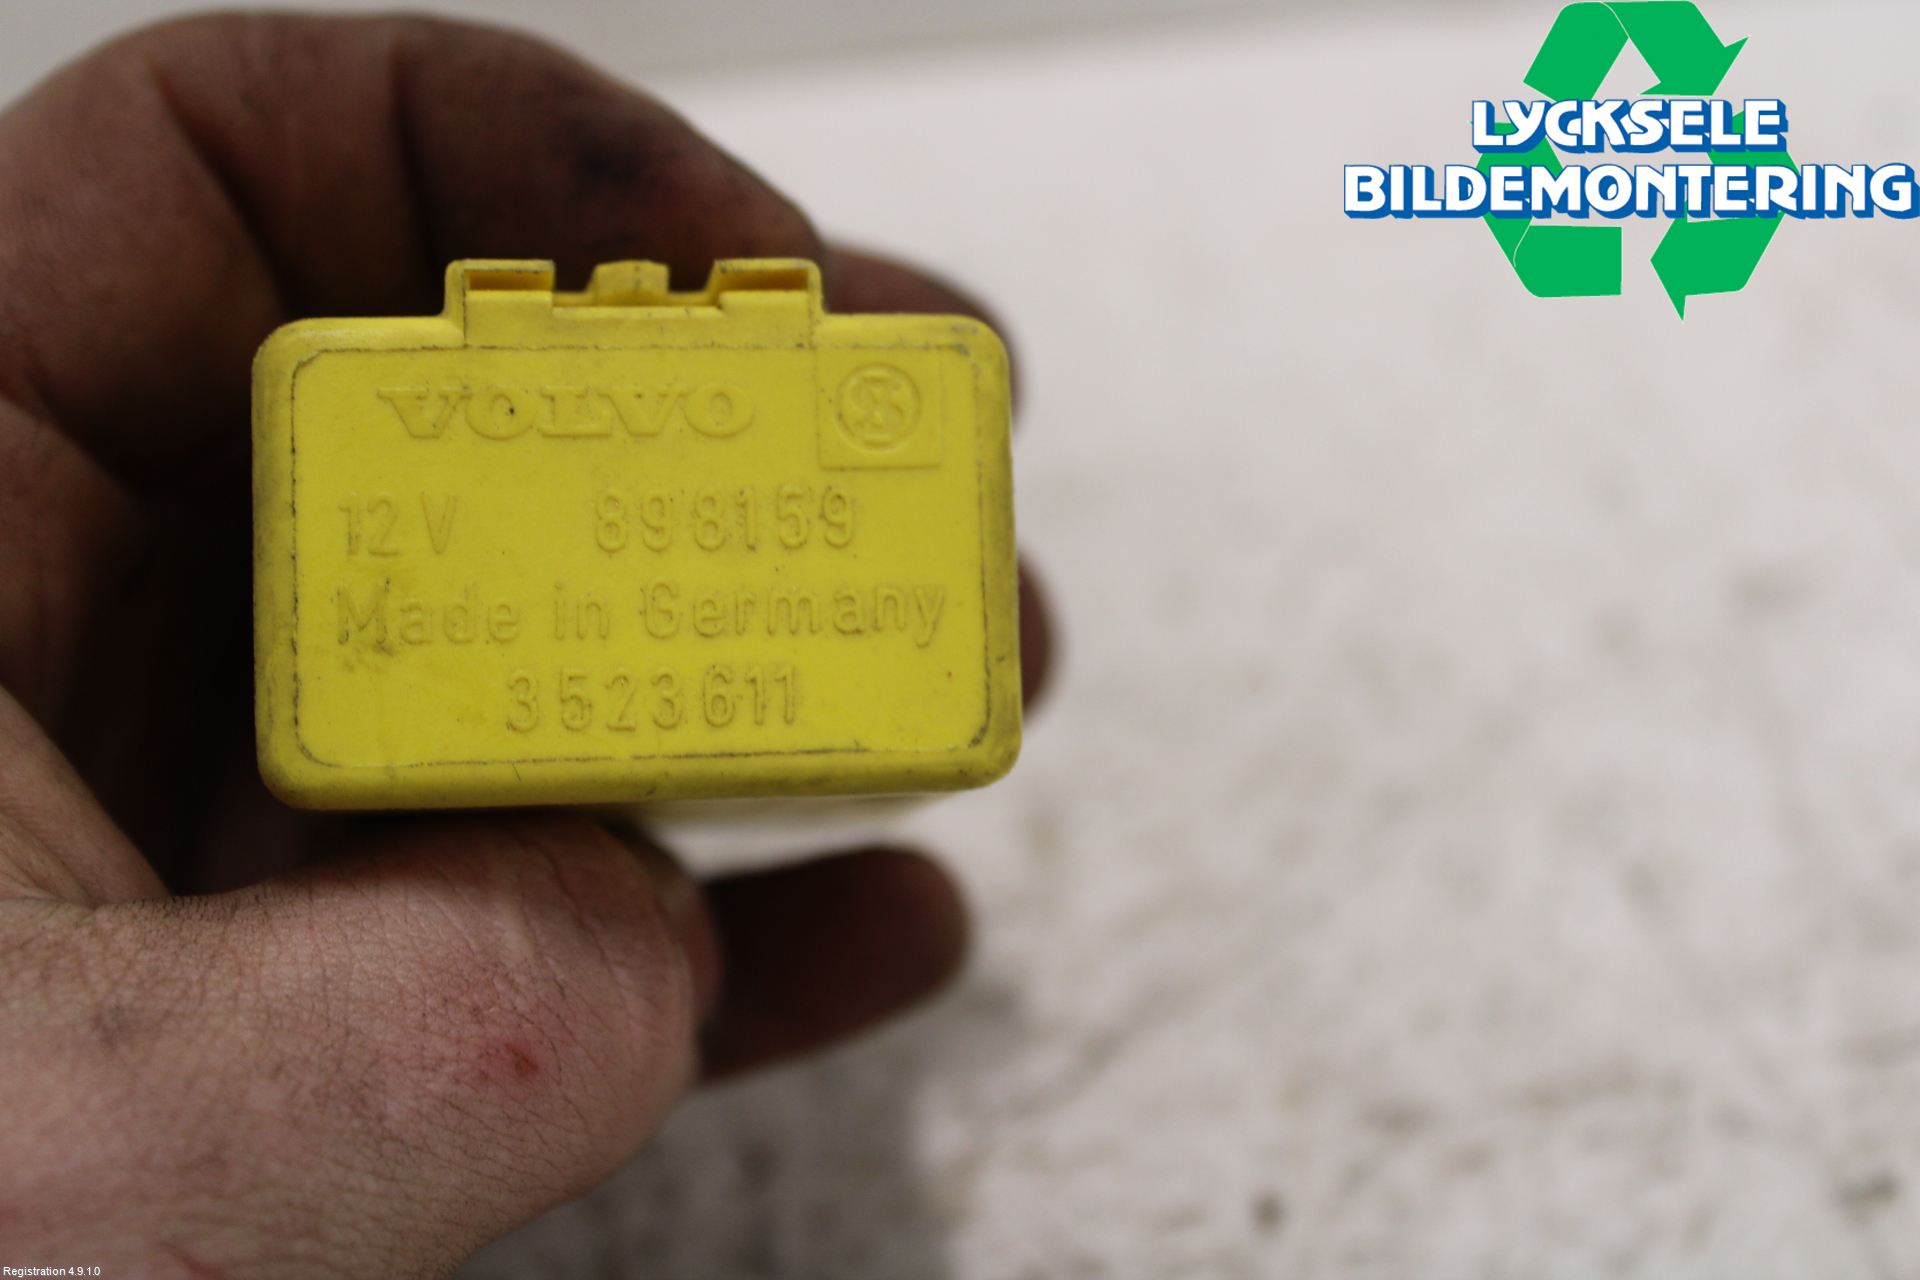 LYCKSELE
BILDEMONTERING
VOLVO
12V 898159
Made in Germany
3523611
Registration 4.9.1.0